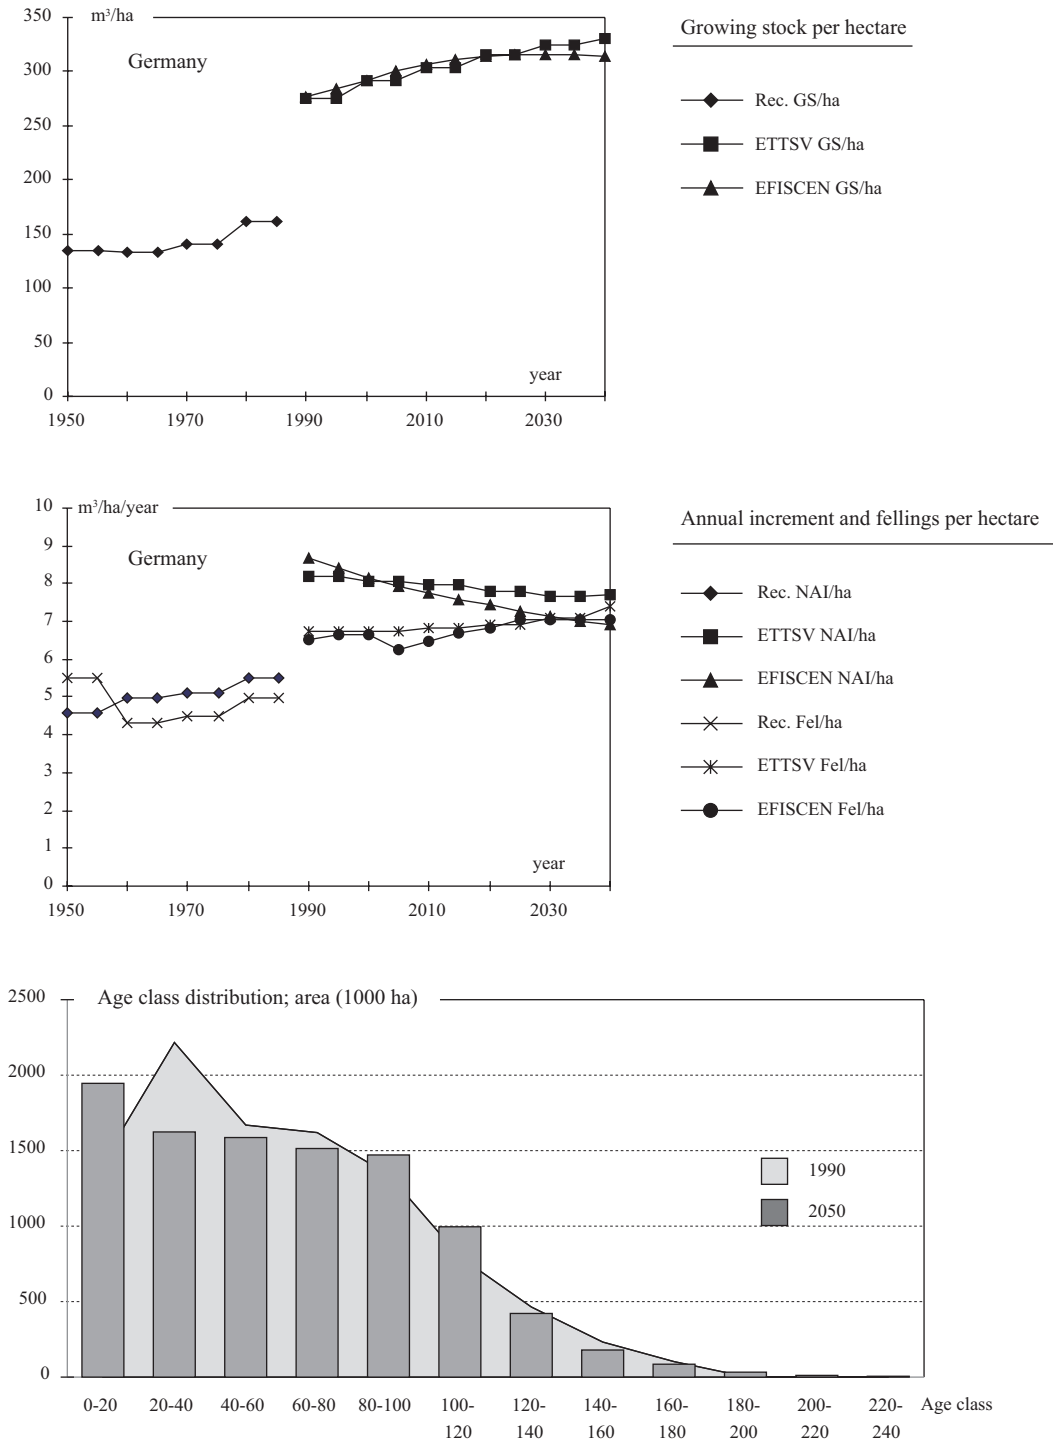 350
m³/ha
Growing stock per hectare
Germany
300
Rec. GS/ha
250
ETTSV GS/ha
200
EFISCEN GS/ha
150
100
50
year
0
1950 1970 1990 2010 2030
10
m³/ha/year
Annual increment and fellings per hectare
9
Germany
8
Rec. NAI/ha
7
ETTSV NAI/ha
6
EFISCEN NAI/ha
5
Rec. Fel/ha
4
ETTSV Fel/ha
3
EFISCEN Fel/ha
2
1
year
0
1950 1970 1990 2010 2030
2500
Age class distribution; area (1000 ha)
2000
1500
1990
2050
1000
500
0
0-20 20-40 40-60 60-80 80-100 100- 120- 140- 160- 180- 200- 220- Age class
120 140 160 180 200 220 240